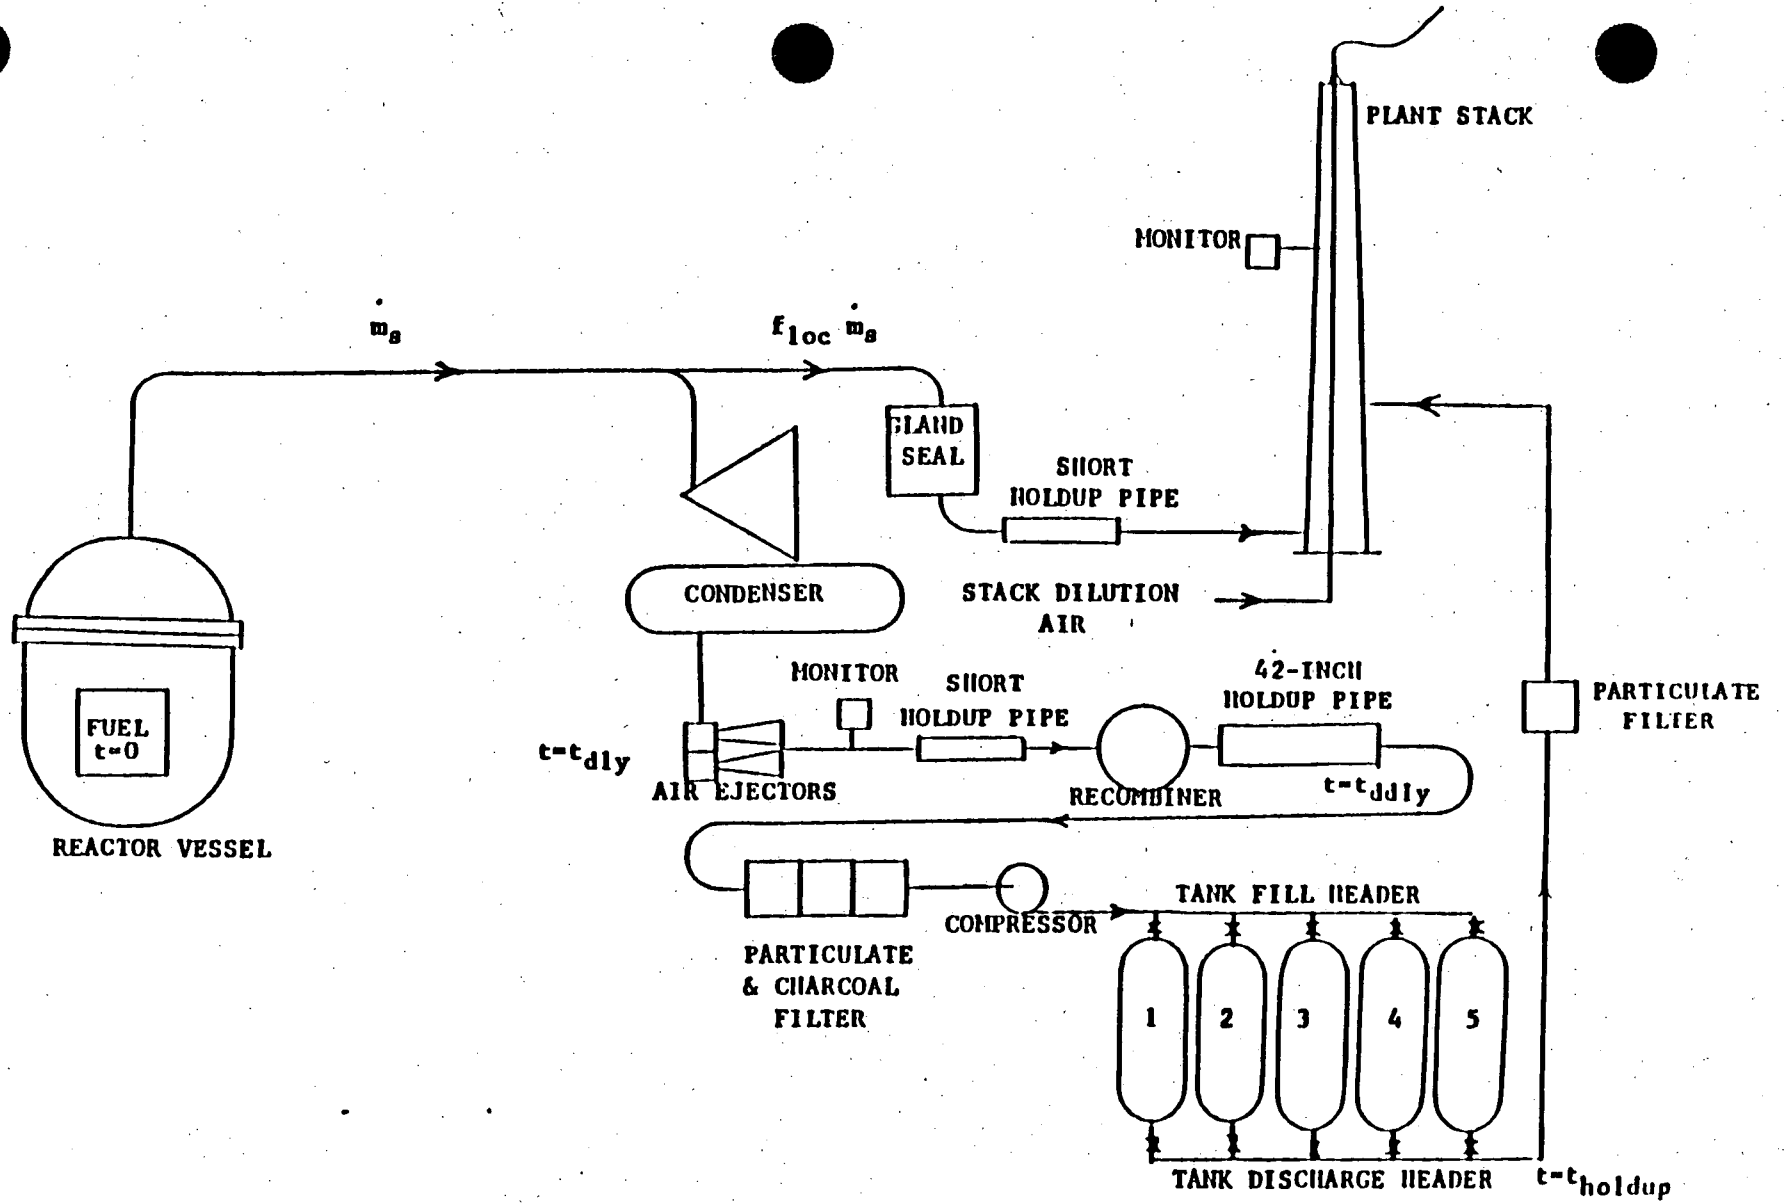 PLANT STACK
MONITOR
ṁs
floc ṁs
GLAND
SEAL
SHORT
HOLDUP PIPE
CONDENSER
STACK DILUTION
AIR
FUEL
t=0
REACTOR VESSEL
MONITOR
SHORT
HOLDUP PIPE
42-INCH
HOLDUP PIPE
PARTICULATE
FILTER
t=tdly
AIR EJECTORS
RECOMBINER
t=tddly
TANK FILL HEADER
COMPRESSOR
PARTICULATE
& CHARCOAL
FILTER
1 2 3 4 5
TANK DISCHARGE HEADER
t=tholdup